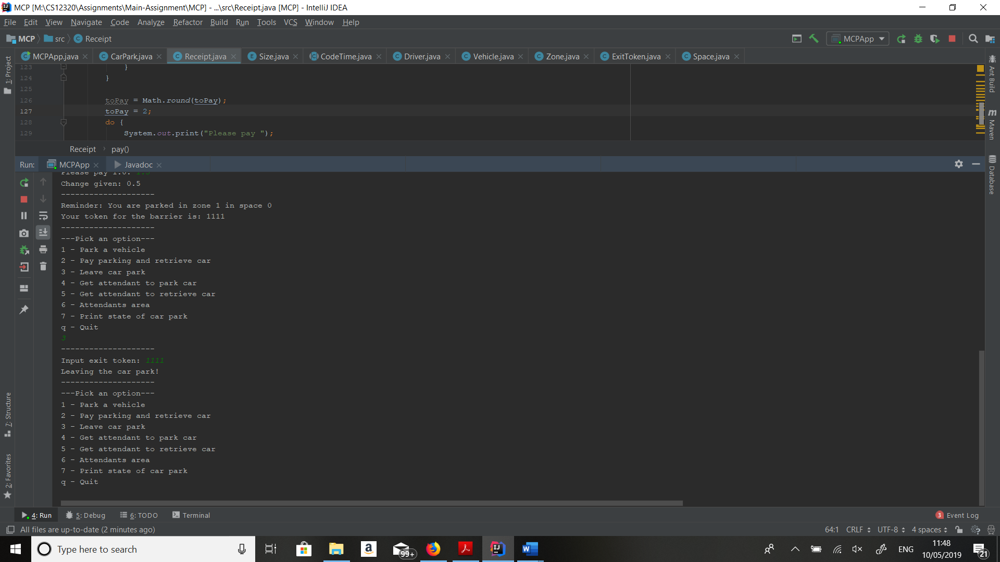 MCP [M:\CS12320\Assignments\Main-Assignment\MCP] - ...\src\Receipt.java [MCP] - IntelliJ IDEA
File Edit View Navigate Code Analyze Refactor Build Run Tools VCS Window Help
MCP src Receipt MCPApp
MCPApp.java CarPark.java Receipt.java Size.java CodeTime.java Driver.java Vehicle.java Zone.java ExitToken.java Space.java
1: Project
Ant Build
Maven
Database
123 }
124 }
125
126 toPay = Math.round(toPay);
127 toPay = 2;
128 do {
129 System.out.print("Please pay ");
Receipt pay()
Run: MCPApp Javadoc
Please pay 1.0: 1.5
Change given: 0.5
--------------------
Reminder: You are parked in zone 1 in space 0
Your token for the barrier is: 1111
--------------------
---Pick an option---
1 - Park a vehicle
2 - Pay parking and retrieve car
3 - Leave car park
4 - Get attendant to park car
5 - Get attendant to retrieve car
6 - Attendants area
7 - Print state of car park
q - Quit
3
--------------------
Input exit token: 1111
Leaving the car park!
--------------------
---Pick an option---
1 - Park a vehicle
2 - Pay parking and retrieve car
3 - Leave car park
4 - Get attendant to park car
5 - Get attendant to retrieve car
6 - Attendants area
7 - Print state of car park
q - Quit
7: Structure
2: Favorites
4: Run 5: Debug 6: TODO Terminal 3 Event Log
All files are up-to-date (2 minutes ago) 64:1 CRLF UTF-8 4 spaces
Type here to search 99+ ENG 11:48
10/05/2019 21